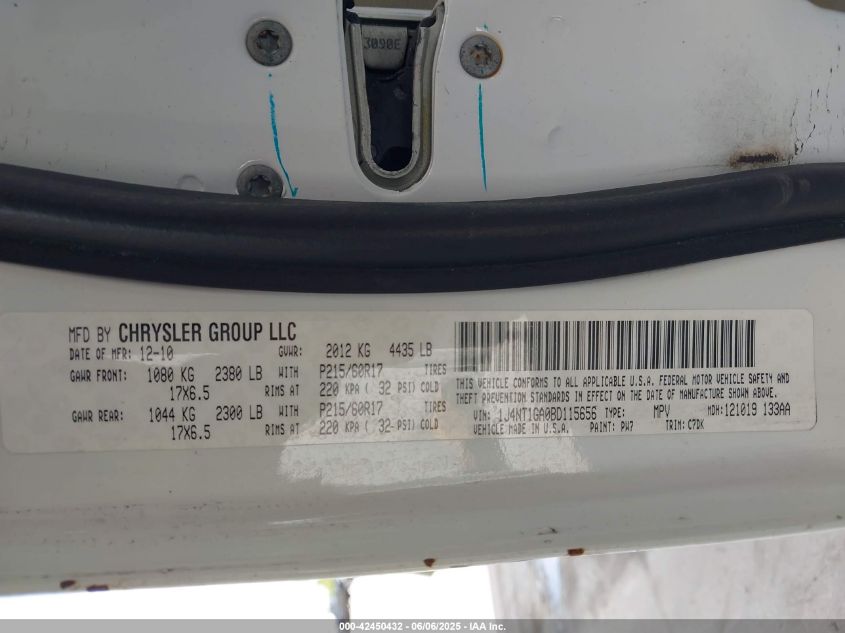 3090E
MFD BY CHRYSLER GROUP LLC
DATE OF MFR: 12-10 GVWR: 2012 KG 4435 LB
GAWR FRONT: 1080 KG 2380 LB WITH P215/60R17 TIRES
17X6.5 RIMS AT 220 KPA ( 32 PSI) COLD
GAWR REAR: 1044 KG 2300 LB WITH P215/60R17 TIRES
17X6.5 RIMS AT 220 KPA ( 32 PSI) COLD
THIS VEHICLE CONFORMS TO ALL APPLICABLE U.S.A. FEDERAL MOTOR VEHICLE SAFETY AND
THEFT PREVENTION STANDARDS IN EFFECT ON THE DATE OF MANUFACTURE SHOWN ABOVE.
VIN: 1J4NT1GA0BD115656 TYPE: MPV MDH: 121019 133AA
VEHICLE MADE IN U.S.A. PAINT: PW7 TRIM: C7DK
000-42450432 - 06/06/2025 - IAA Inc.